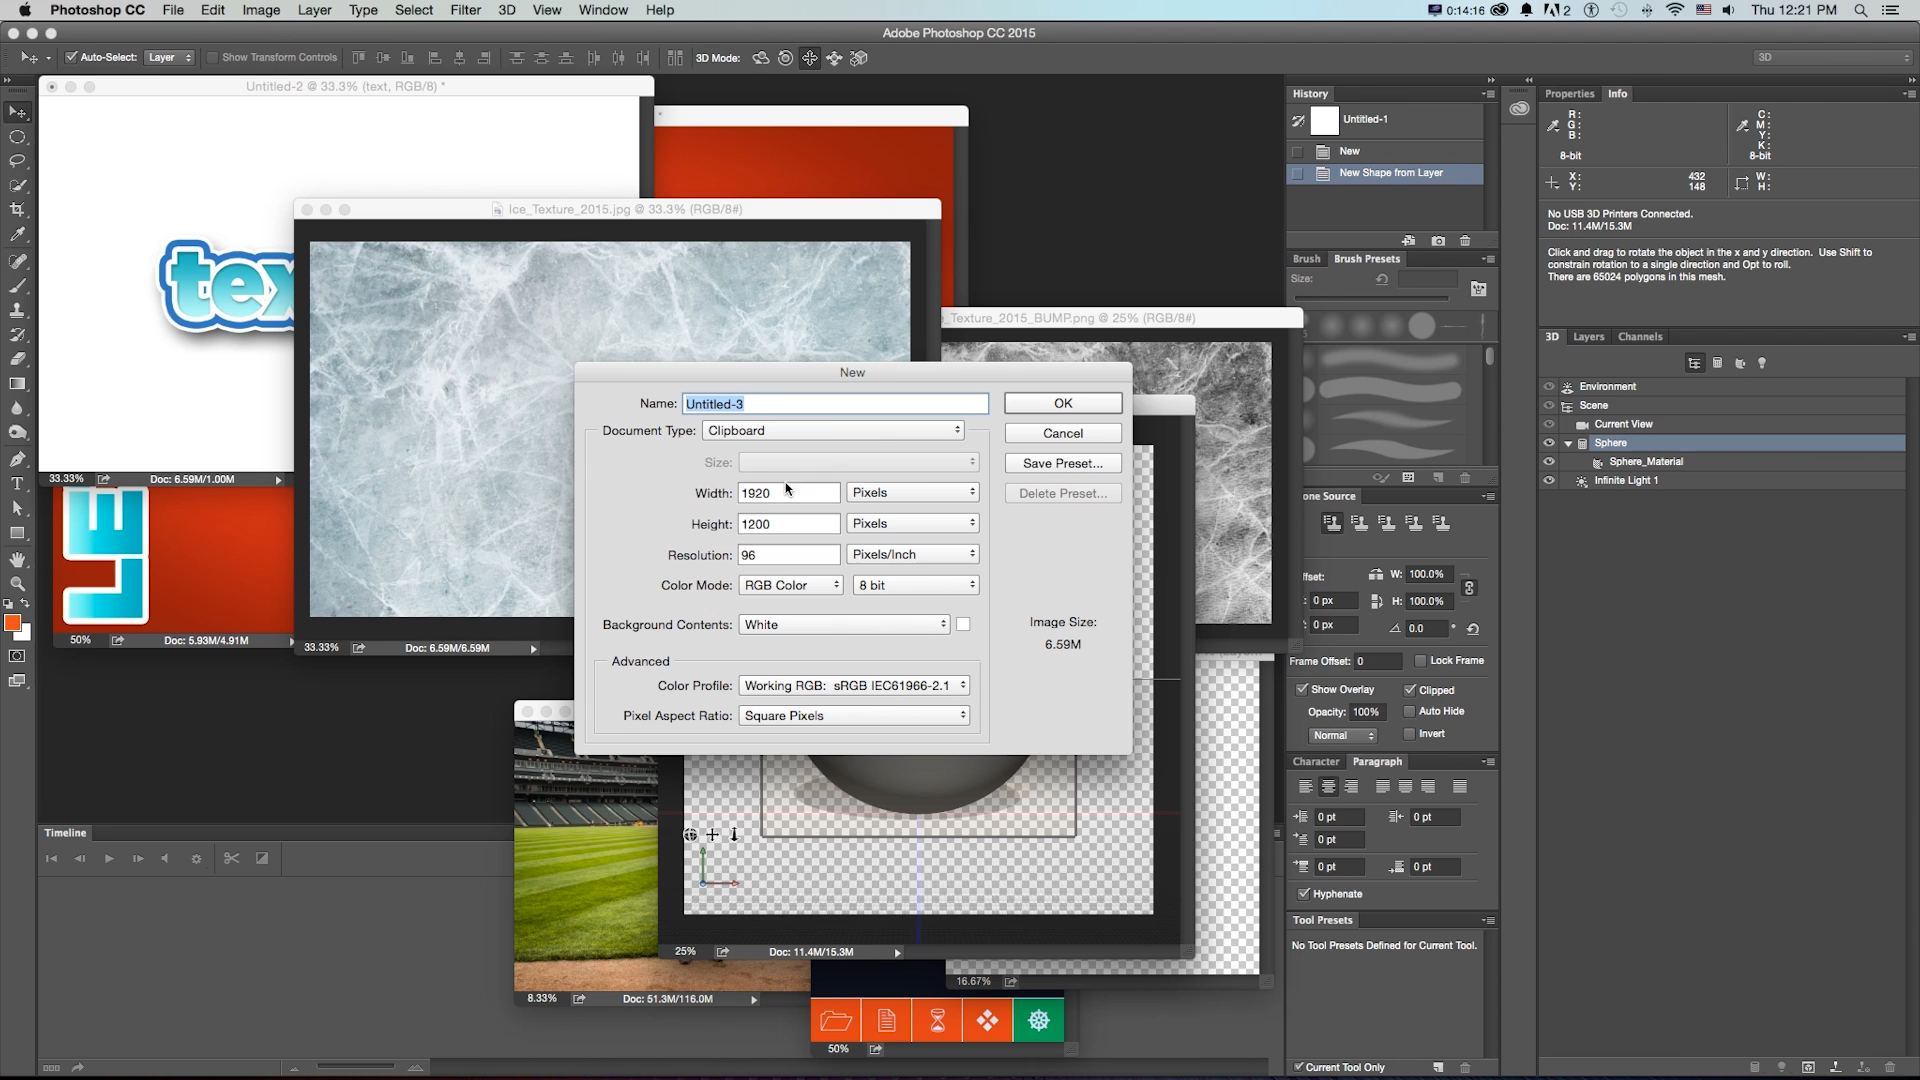 Photoshop CC File Edit Image Layer Type Select Filter 3D View Window Help 0:14:16 2 Thu 12:21 PM
Adobe Photoshop CC 2015
Auto-Select: Layer Show Transform Controls 3D Mode: 3D
Untitled-2 @ 33.3% (text, RGB/8) *
Ice_Texture_2015.jpg @ 33.3% (RGB/8#)
_Texture_2015_BUMP.png @ 25% (RGB/8#)
tex
33.33% Doc: 6.59M/1.00M
LE
50% Doc: 5.93M/4.91M
33.33% Doc: 6.59M/6.59M
New
Name: Untitled-3
Document Type: Clipboard
Size:
Width: 1920 Pixels
Height: 1200 Pixels
Resolution: 96 Pixels/Inch
Color Mode: RGB Color 8 bit
Background Contents: White
Advanced
Color Profile: Working RGB: sRGB IEC61966-2.1
Pixel Aspect Ratio: Square Pixels
OK
Cancel
Save Preset...
Delete Preset...
Image Size:
6.59M
Timeline
8.33% Doc: 51.3M/116.0M
25% Doc: 11.4M/15.3M
16.67%
50%
History
Untitled-1
New
New Shape from Layer
Brush Brush Presets
Size:
one Source
ffset: W: 100.0%
: 0 px H: 100.0%
: 0 px 0.0 °
Frame Offset: 0 Lock Frame
Show Overlay Clipped
Opacity: 100% Auto Hide
Normal Invert
Character Paragraph
0 pt 0 pt
0 pt
0 pt 0 pt
Hyphenate
Tool Presets
No Tool Presets Defined for Current Tool.
Current Tool Only
Properties Info
R: C:
G: M:
B: Y:
K:
8-bit 8-bit
X: 432 W:
Y: 148 H:
No USB 3D Printers Connected.
Doc: 11.4M/15.3M
Click and drag to rotate the object in the x and y direction. Use Shift to
constrain rotation to a single direction and Opt to roll.
There are 65024 polygons in this mesh.
3D Layers Channels
Environment
Scene
Current View
Sphere
Sphere_Material
Infinite Light 1